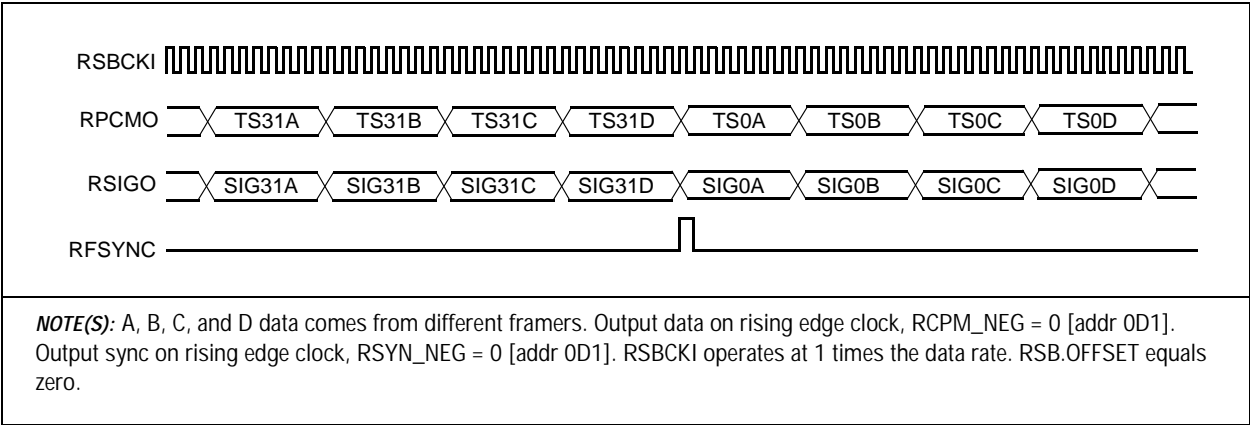 RSBCKI
RPCMO TS31A TS31B TS31C TS31D TS0A TS0B TS0C TS0D
RSIGO SIG31A SIG31B SIG31C SIG31D SIG0A SIG0B SIG0C SIG0D
RFSYNC
NOTE(S): A, B, C, and D data comes from different framers. Output data on rising edge clock, RCPM_NEG = 0 [addr 0D1].
Output sync on rising edge clock, RSYN_NEG = 0 [addr 0D1]. RSBCKI operates at 1 times the data rate. RSB.OFFSET equals
zero.